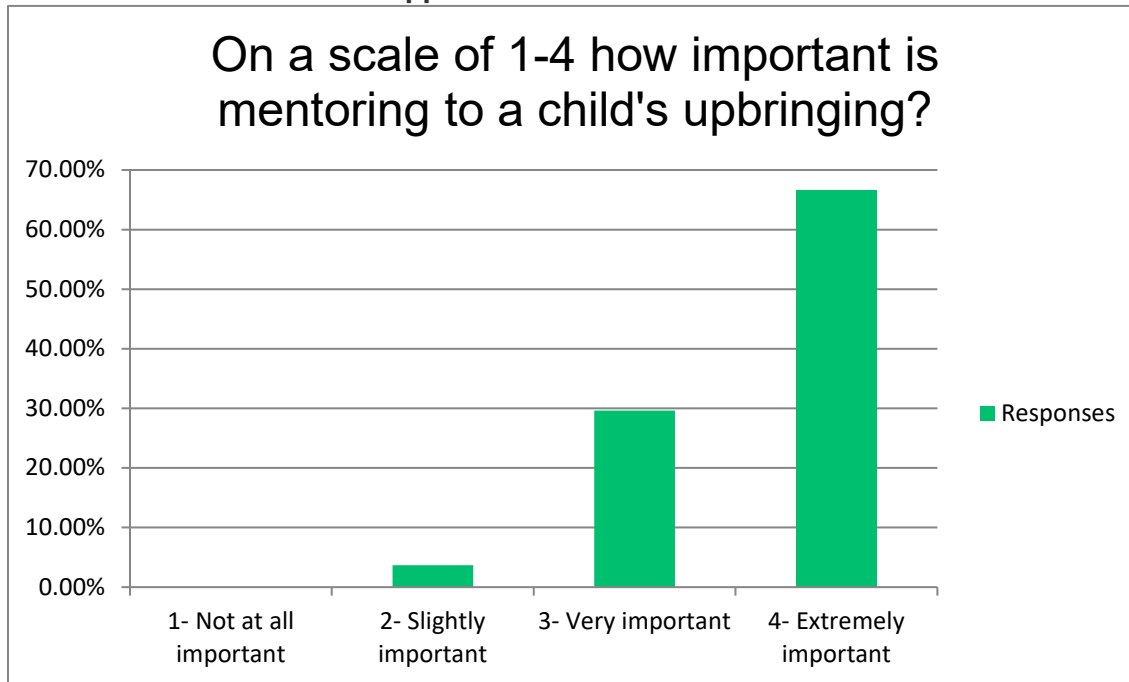 On a scale of 1-4 how important is
mentoring to a child's upbringing?
70.00%
60.00%
50.00%
40.00%
30.00%
20.00%
10.00%
0.00%
1- Not at all
important
2- Slightly
important
3- Very important
4- Extremely
important
Responses